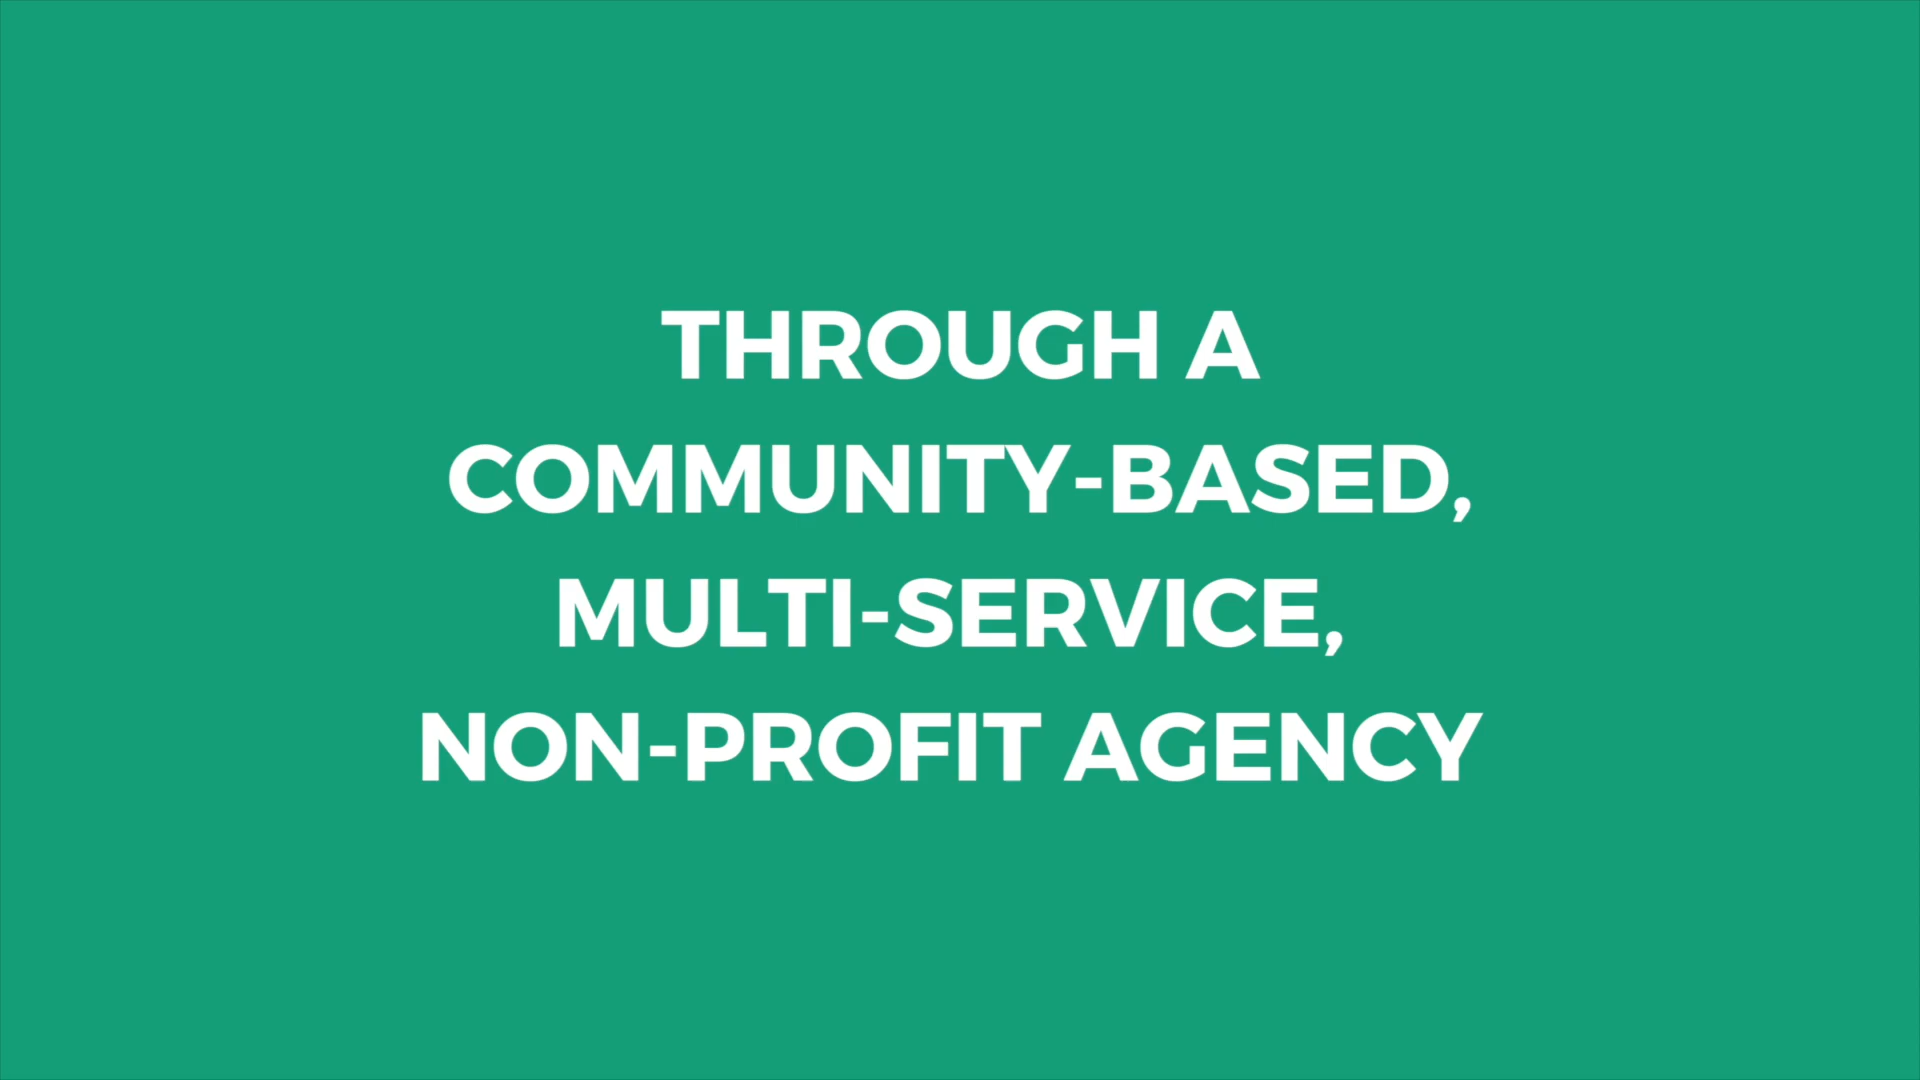 THROUGH A
COMMUNITY-BASED,
MULTI-SERVICE,
NON-PROFIT AGENCY